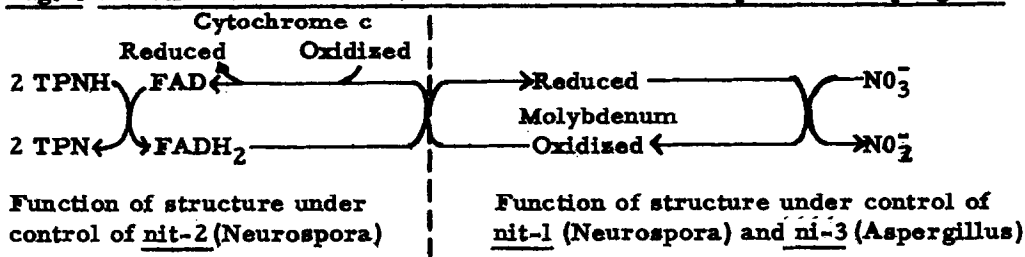 Cytochrome c
Reduced Oxidized
2 TPNH FAD Reduced NO₃⁻
Molybdenum
2 TPN FADH₂ Oxidized NO₂⁻
Function of structure under
control of nit-2 (Neurospora)
Function of structure under control of
nit-1 (Neurospora) and ni-3 (Aspergillus)